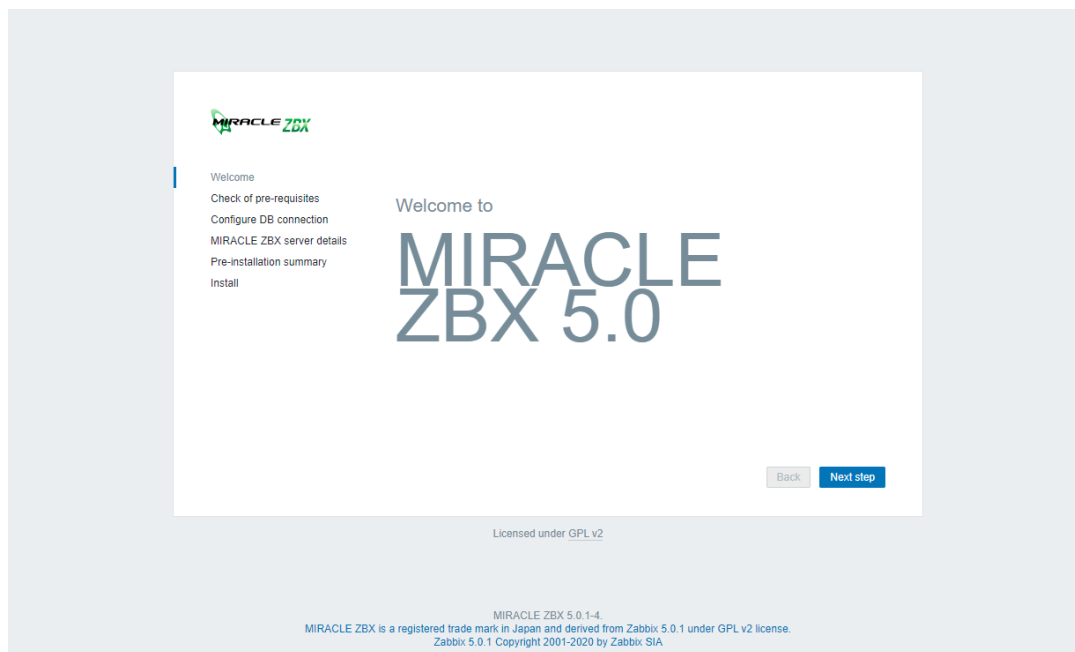 MIRACLE ZBX
Welcome
Check of pre-requisites
Configure DB connection
MIRACLE ZBX server details
Pre-installation summary
Install
Welcome to
MIRACLE
ZBX 5.0
Back
Next step
Licensed under GPL v2
MIRACLE ZBX 5.0.1-4.
MIRACLE ZBX is a registered trade mark in Japan and derived from Zabbix 5.0.1 under GPL v2 license.
Zabbix 5.0.1 Copyright 2001-2020 by Zabbix SIA